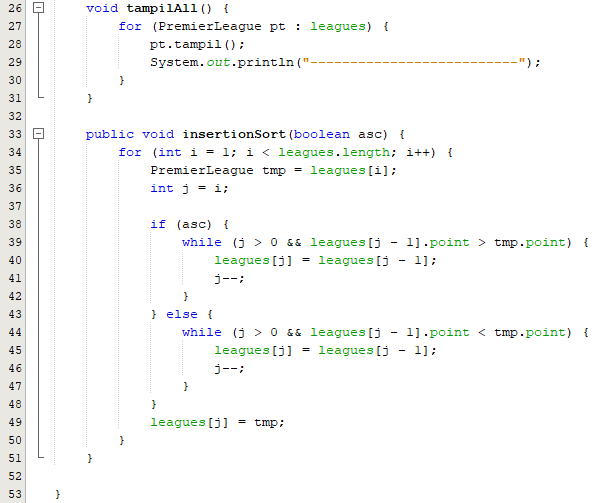 26 void tampilAll() {
27 for (PremierLeague pt : leagues) {
28 pt.tampil();
29 System.out.println("--------------------------");
30 }
31 }
32
33 public void insertionSort(boolean asc) {
34 for (int i = 1; i < leagues.length; i++) {
35 PremierLeague tmp = leagues[i];
36 int j = i;
37
38 if (asc) {
39 while (j > 0 && leagues[j - 1].point > tmp.point) {
40 leagues[j] = leagues[j - 1];
41 j--;
42 }
43 } else {
44 while (j > 0 && leagues[j - 1].point < tmp.point) {
45 leagues[j] = leagues[j - 1];
46 j--;
47 }
48 }
49 leagues[j] = tmp;
50 }
51 }
52
53 }